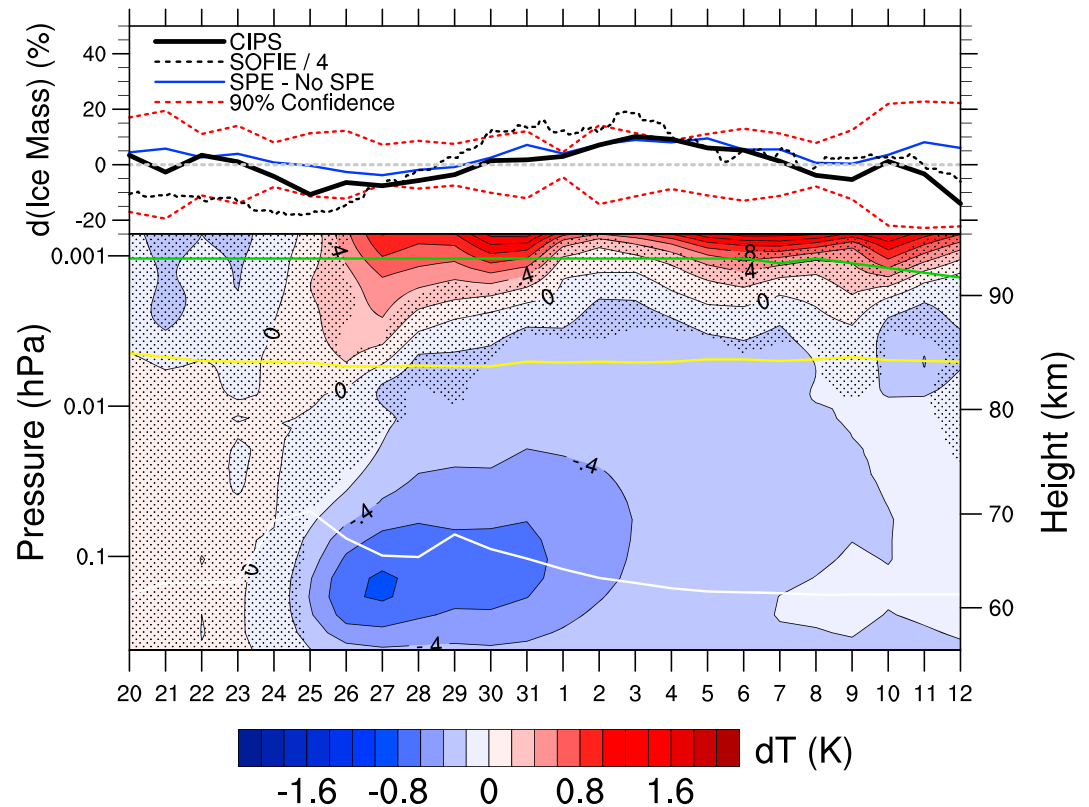 d(Ice Mass) (%)
40
20
0
-20
CIPS
SOFIE / 4
SPE - No SPE
90% Confidence
Pressure (hPa)
0.001
0.01
0.1
Height (km)
90
80
70
60
.4
.8
.4
-.4
0
0
0
0
-.4
-.4
-.4
20 21 22 23 24 25 26 27 28 29 30 31 1 2 3 4 5 6 7 8 9 10 11 12
dT (K)
-1.6 -0.8 0 0.8 1.6